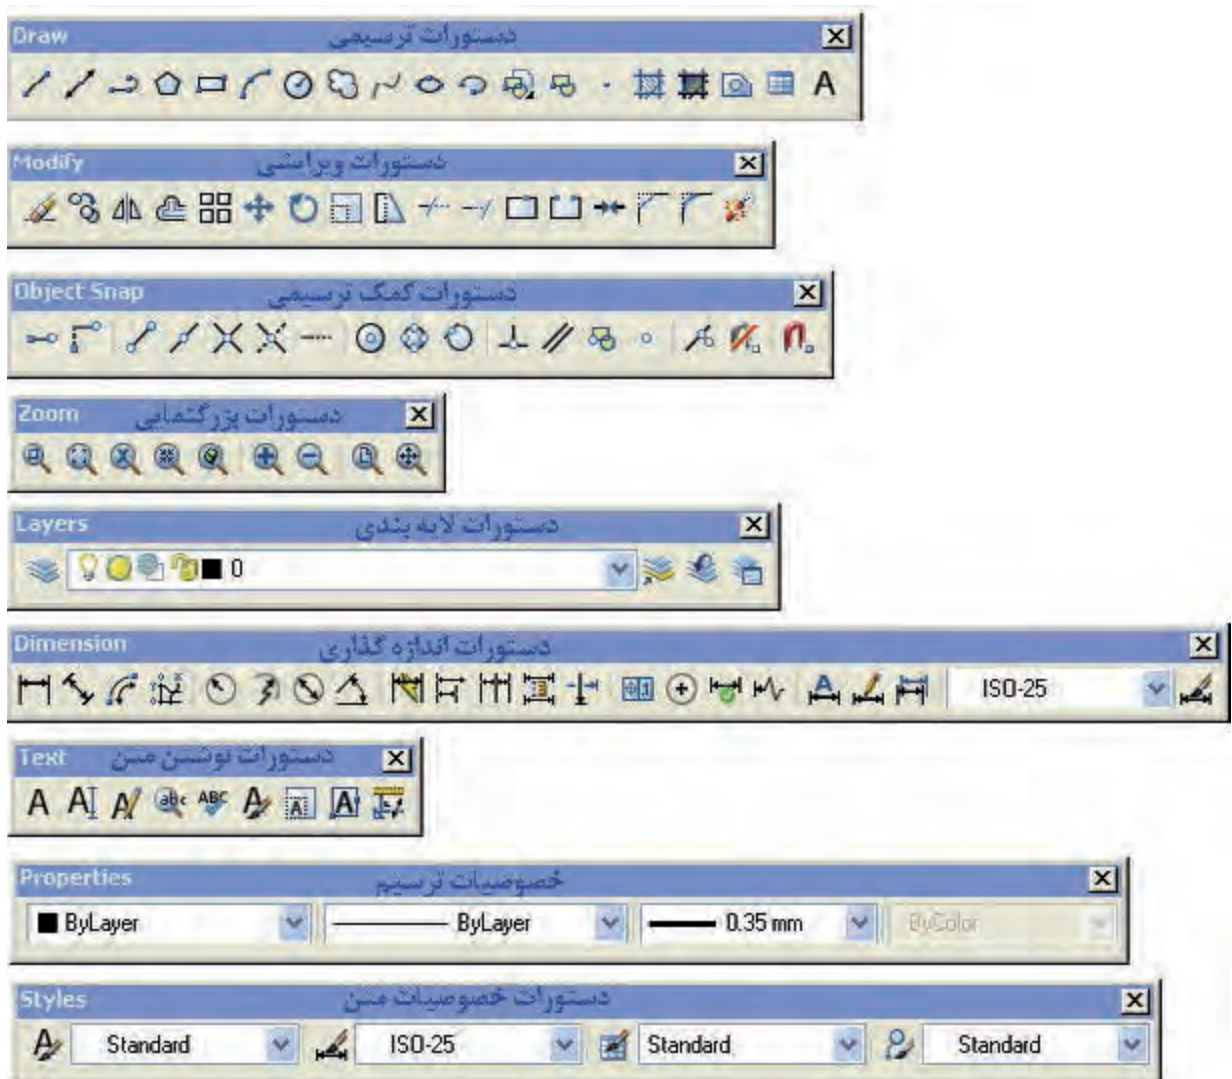 Draw دستورات ترسیمی
A
Modify دستورات ویرایشی
Object Snap دستورات کمک ترسیمی
Zoom دستورات بزرگنمایی
Layers دستورات لایه بندی
0
Dimension دستورات اندازه گذاری
ISO-25
Text دستورات نوشتن متن
A A A abc ABC A A A
Properties خصوصیات ترسیم
ByLayer ByLayer 0.35 mm ByColor
Styles دستورات خصوصیات متن
Standard ISO-25 Standard Standard